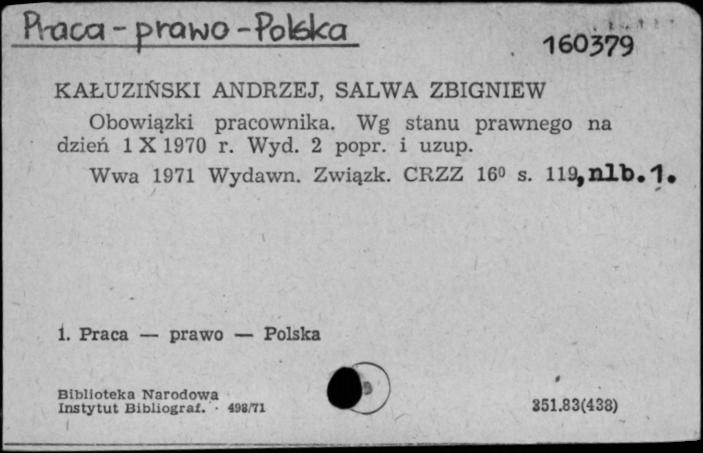 Praca - prawo - Polska
160379
KAŁUZIŃSKI ANDRZEJ, SALWA ZBIGNIEW
Obowiązki pracownika. Wg stanu prawnego na
dzień 1 X 1970 r. Wyd. 2 popr. i uzup.
Wwa 1971 Wydawn. Związk. CRZZ 16⁰ s. 119, nlb. 1.
1. Praca — prawo — Polska
Biblioteka Narodowa
Instytut Bibliograf. · 498/71
351.83(438)